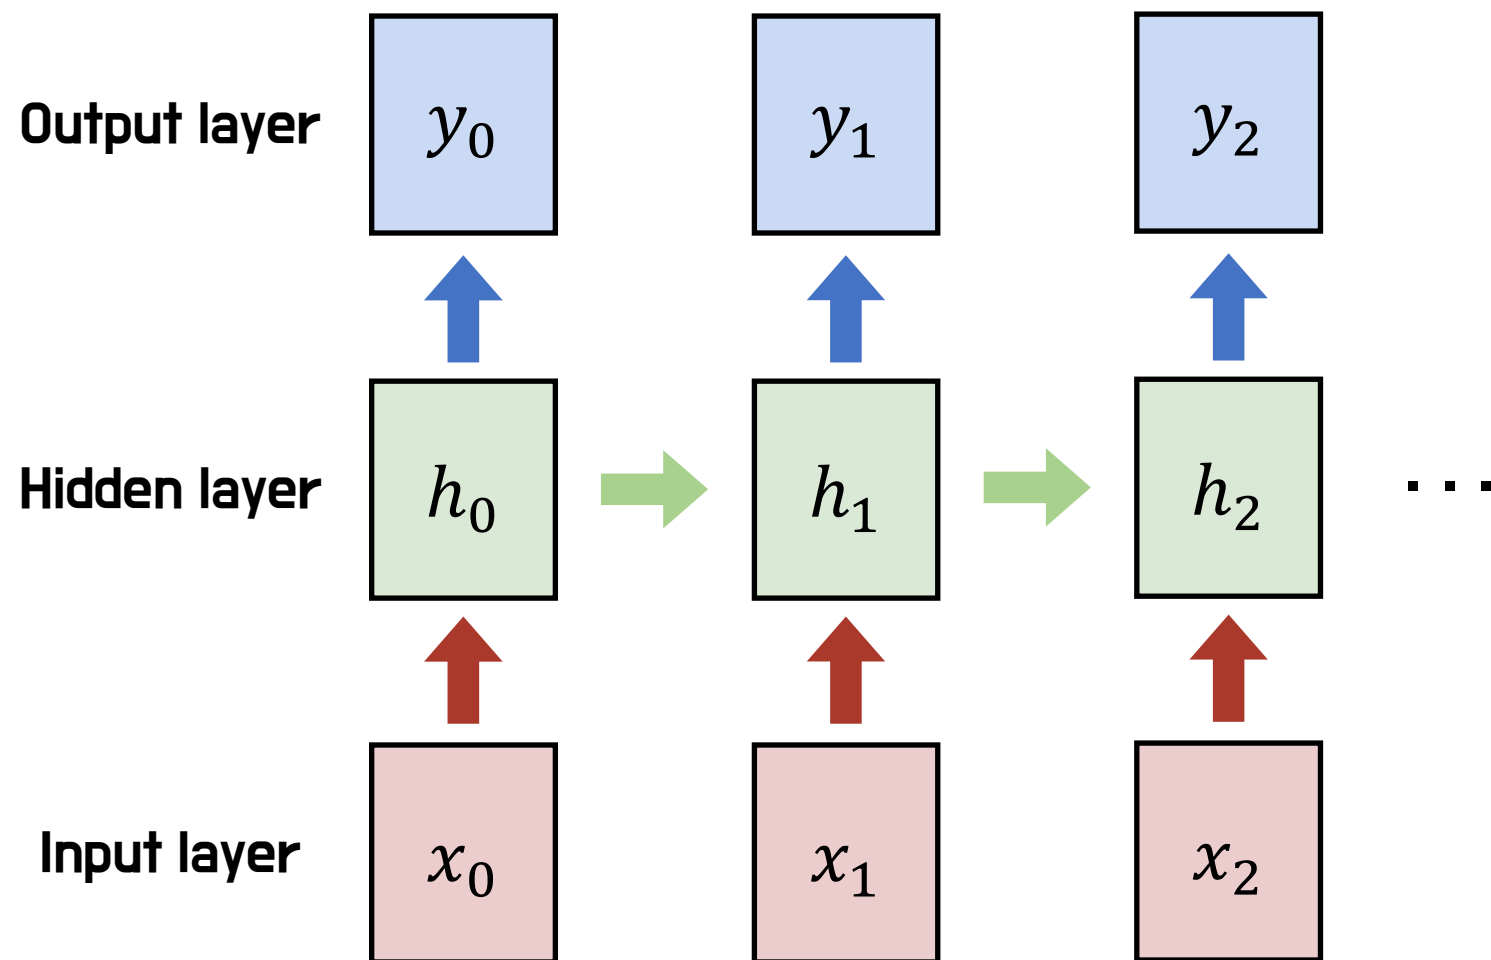 Output layer y0 y1 y2
Hidden layer h0 h1 h2 . . .
Input layer x0 x1 x2